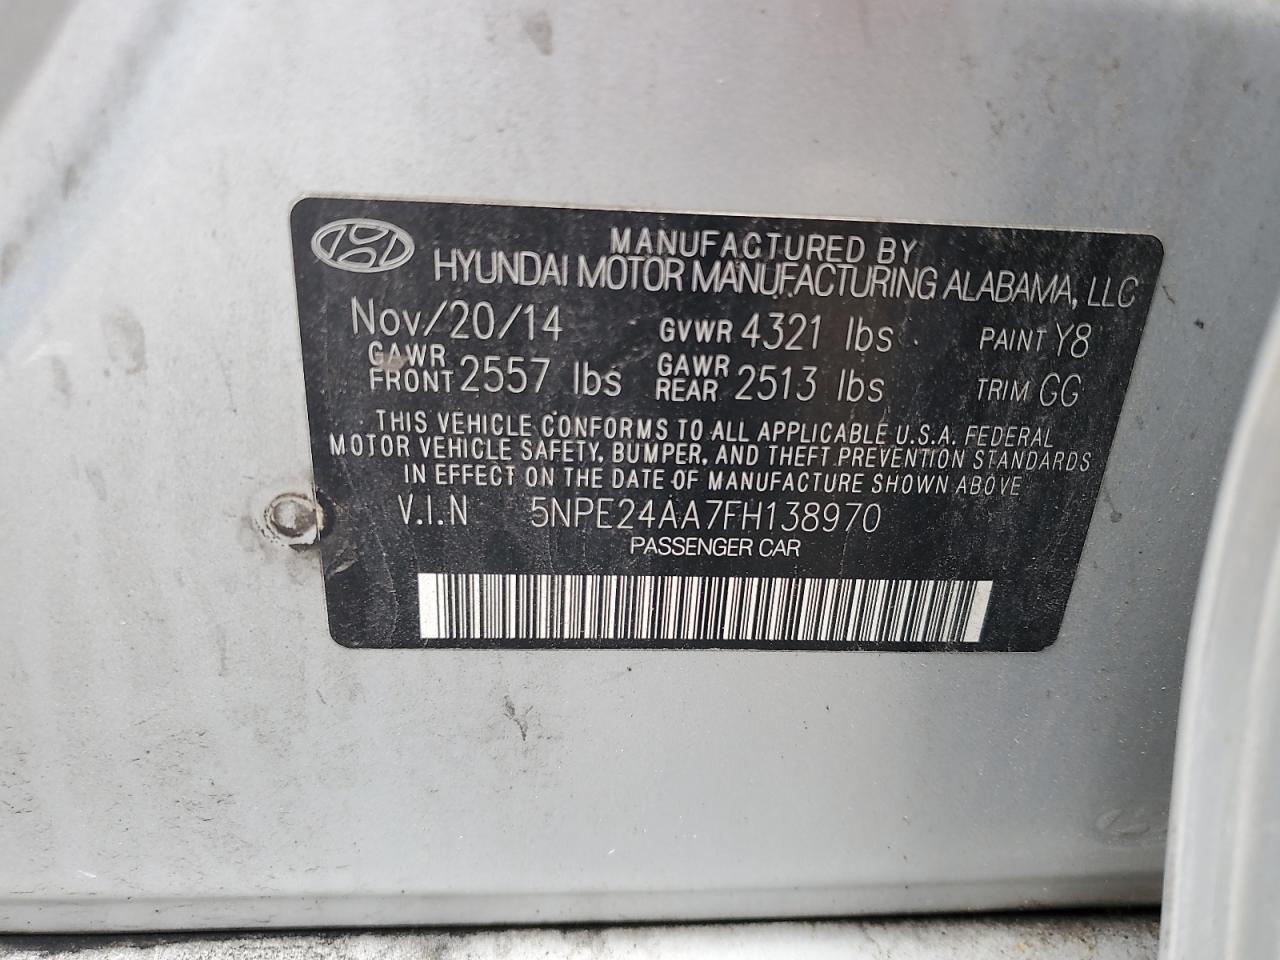 MANUFACTURED BY
HYUNDAI MOTOR MANUFACTURING ALABAMA, LLC
Nov/20/14 GVWR 4321 lbs PAINT Y8
GAWR FRONT 2557 lbs GAWR REAR 2513 lbs TRIM GG
THIS VEHICLE CONFORMS TO ALL APPLICABLE U.S.A. FEDERAL
MOTOR VEHICLE SAFETY, BUMPER, AND THEFT PREVENTION STANDARDS
IN EFFECT ON THE DATE OF MANUFACTURE SHOWN ABOVE
V.I.N 5NPE24AA7FH138970
PASSENGER CAR